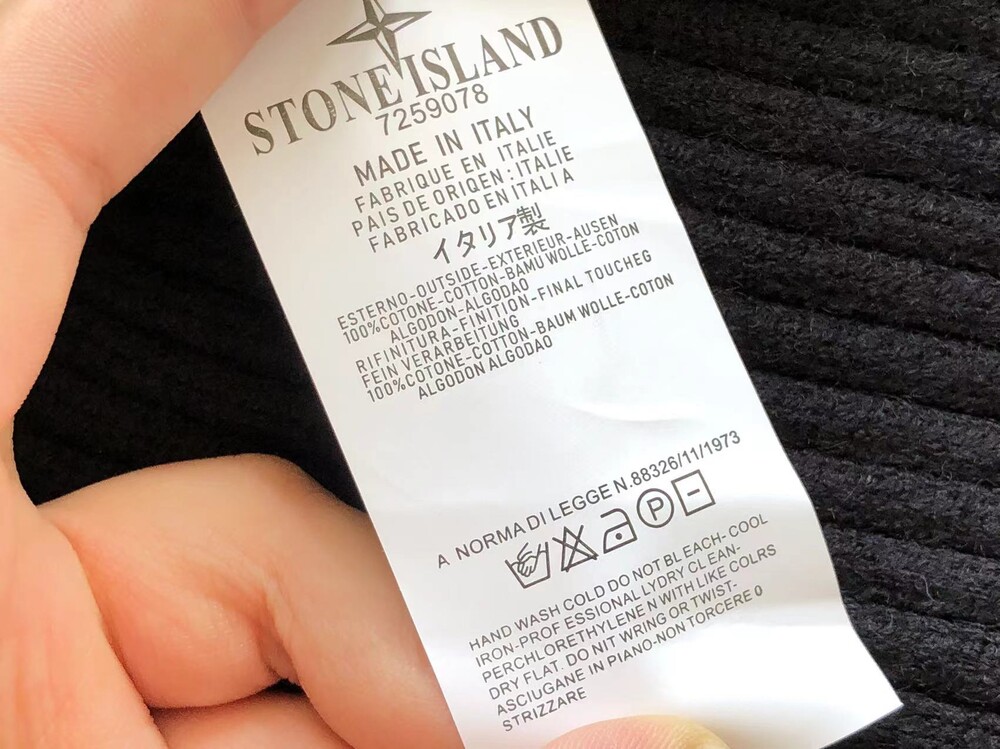 STONE ISLAND
7259078
MADE IN ITALY
FABRIQUE EN ITALIE
PAIS DE ORIQEN : ITALIE
FABRICADO EN ITALIA
イタリア製
ESTERNO-OUTSIDE-EXTERIEUR-AUSEN
100%COTONE-COTTON-BAMU WOLLE-COTON
ALGODON-ALGODAO
RIFINITURA-FINITION-FINAL TOUCHEG
FEIN VERARBEITUNG
100%COTONE-COTTON-BAUM WOLLE-COTON
ALGODON ALGODAO
A NORMA DI LEGGE N.88326/11/1973
P
HAND WASH COLD DO NOT BL EACH- COOL
IRON-PROF ESSIONAL LYDRY CL EAN-
PERCHLORETHYLENE N WITH LIKE COLRS
DRY FLAT. DO NIT WRING OR TWIST-
ASCIUGANE IN PIANO-NON TORCERE 0
STRIZZARE